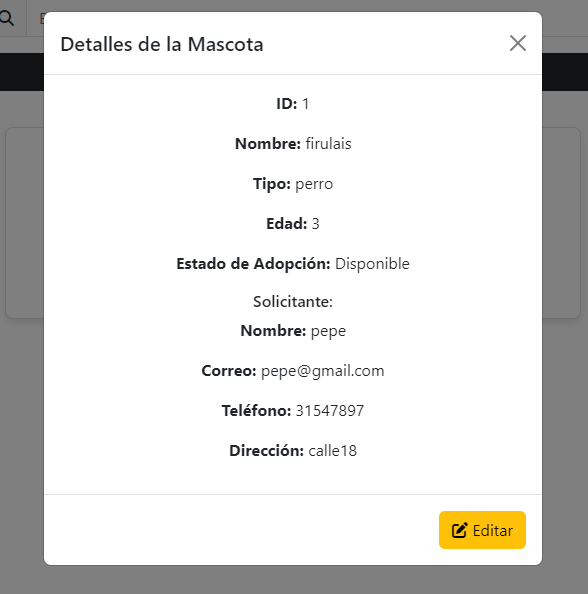 Detalles de la Mascota
ID: 1
Nombre: firulais
Tipo: perro
Edad: 3
Estado de Adopción: Disponible
Solicitante:
Nombre: pepe
Correo: pepe@gmail.com
Teléfono: 31547897
Dirección: calle18
Editar